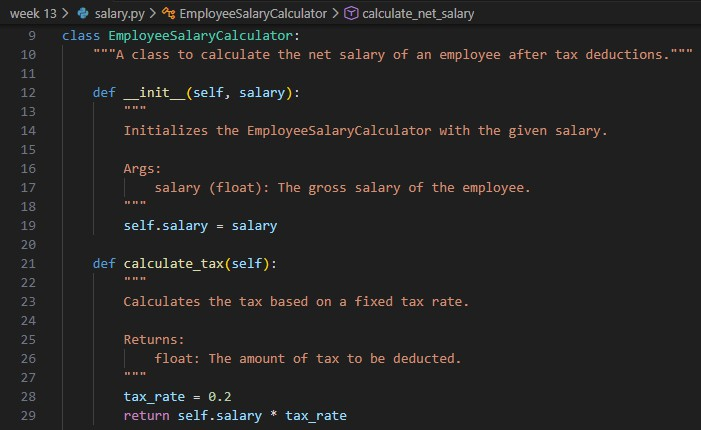 week 13 > salary.py > EmployeeSalaryCalculator > calculate_net_salary
9 class EmployeeSalaryCalculator:
10     """A class to calculate the net salary of an employee after tax deductions."""
11
12     def __init__(self, salary):
13         """
14         Initializes the EmployeeSalaryCalculator with the given salary.
15
16         Args:
17             salary (float): The gross salary of the employee.
18         """
19         self.salary = salary
20
21     def calculate_tax(self):
22         """
23         Calculates the tax based on a fixed tax rate.
24
25         Returns:
26             float: The amount of tax to be deducted.
27         """
28         tax_rate = 0.2
29         return self.salary * tax_rate